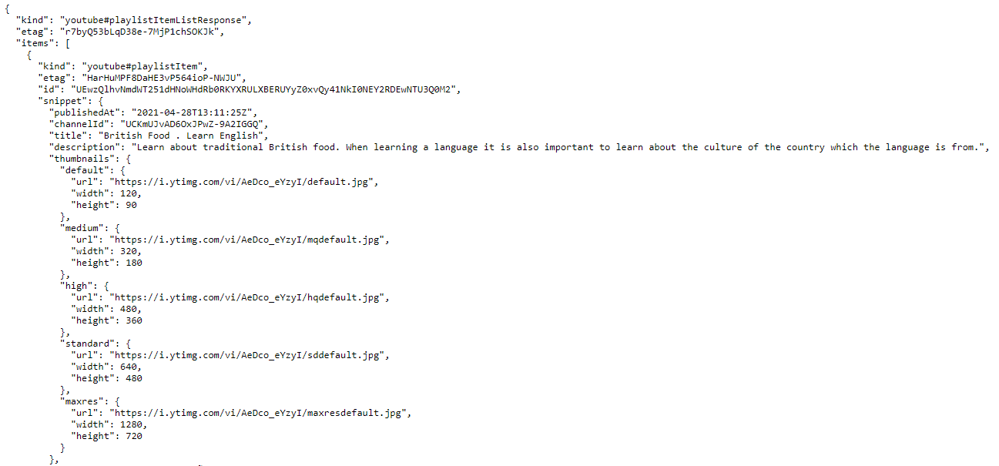 {
"kind": "youtube#playlistItemListResponse",
"etag": "r7byQ53bLqD38e-7MjP1chSOKJk",
"items": [
{
"kind": "youtube#playlistItem",
"etag": "HarHuMPF8DaHE3vP564ioP-NWJU",
"id": "UEwzQlhvNmdWT251dHNoWHdRb0RKYXRULXBERUYyZ0xvQy41NkI0NEY2RDEwNTU3Q0M2",
"snippet": {
"publishedAt": "2021-04-28T13:11:25Z",
"channelId": "UCKmUJvAD6OxJPwZ-9A2IGGQ",
"title": "British Food . Learn English",
"description": "Learn about traditional British food. When learning a language it is also important to learn about the culture of the country which the language is from.",
"thumbnails": {
"default": {
"url": "https://i.ytimg.com/vi/AeDco_eYzyI/default.jpg",
"width": 120,
"height": 90
},
"medium": {
"url": "https://i.ytimg.com/vi/AeDco_eYzyI/mqdefault.jpg",
"width": 320,
"height": 180
},
"high": {
"url": "https://i.ytimg.com/vi/AeDco_eYzyI/hqdefault.jpg",
"width": 480,
"height": 360
},
"standard": {
"url": "https://i.ytimg.com/vi/AeDco_eYzyI/sddefault.jpg",
"width": 640,
"height": 480
},
"maxres": {
"url": "https://i.ytimg.com/vi/AeDco_eYzyI/maxresdefault.jpg",
"width": 1280,
"height": 720
}
},